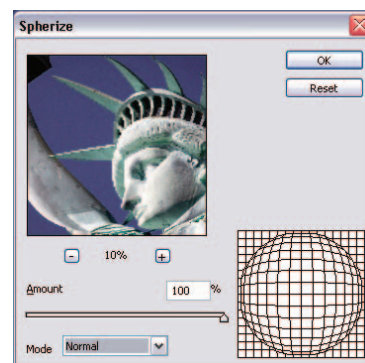 Spherize
OK
Reset
- 10% +
Amount 100 %
Mode Normal